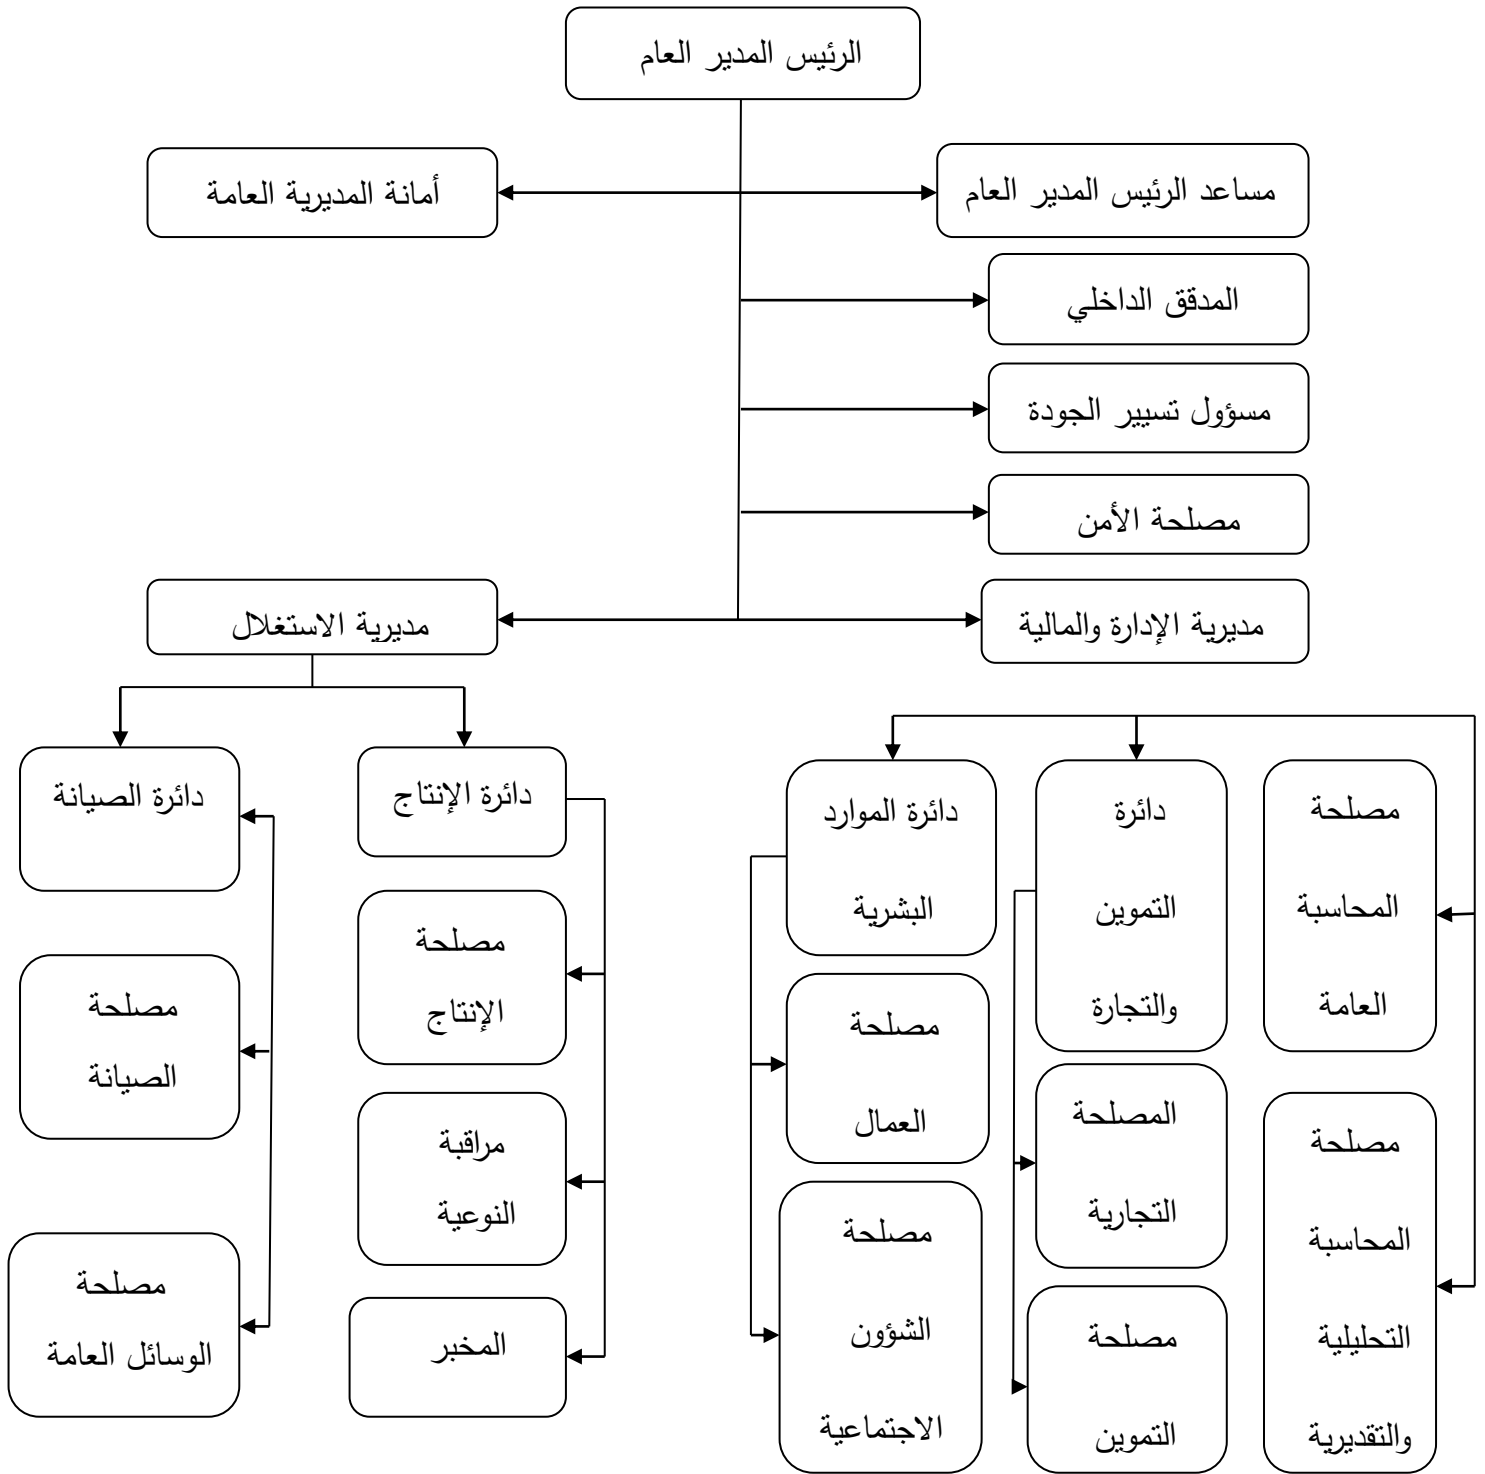 الرئيس المدير العام
مساعد الرئيس المدير العام
أمانة المديرية العامة
المدقق الداخلي
مسؤول تسيير الجودة
مصلحة الأمن
مديرية الإدارة والمالية
مديرية الاستغلال
مصلحة
المحاسبة
العامة
مصلحة
المحاسبة
التحليلية
والتقديرية
دائرة
التموين
والتجارة
المصلحة
التجارية
مصلحة
التموين
دائرة الموارد
البشرية
مصلحة
العمال
مصلحة
الشؤون
الاجتماعية
دائرة الإنتاج
مصلحة
الإنتاج
مراقبة
النوعية
المخبر
دائرة الصيانة
مصلحة
الصيانة
مصلحة
الوسائل العامة